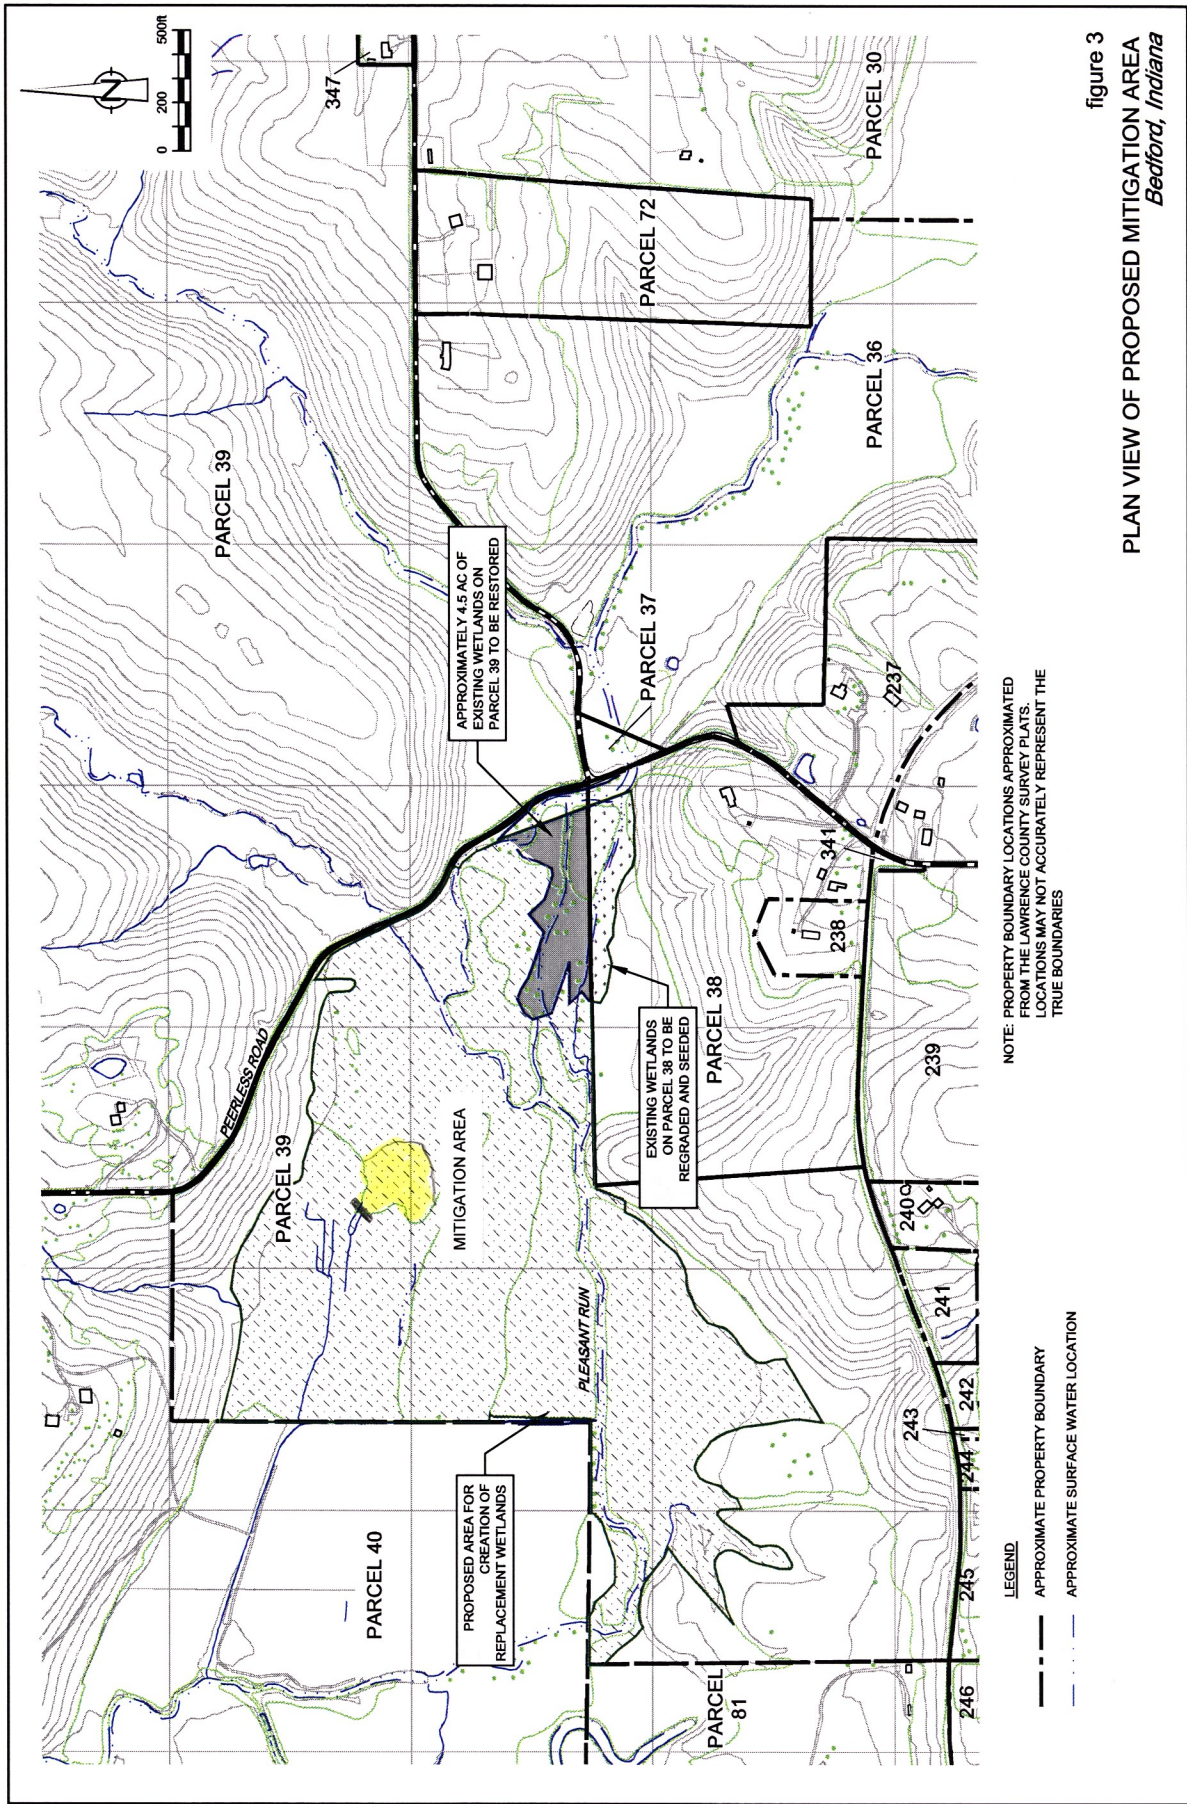 0
200
500ft
N
347
PARCEL 30
PARCEL 72
PARCEL 36
PARCEL 39
APPROXIMATELY 4.5 AC OF
EXISTING WETLANDS ON
PARCEL 39 TO BE RESTORED
PARCEL 37
237
341
238
PARCEL 38
EXISTING WETLANDS
ON PARCEL 38 TO BE
REGRADED AND SEEDED
239
PEERLESS ROAD
PARCEL 39
MITIGATION AREA
PLEASANT RUN
240
241
242
243
244
245
246
PROPOSED AREA FOR
CREATION OF
REPLACEMENT WETLANDS
PARCEL 40
PARCEL
81
LEGEND
APPROXIMATE PROPERTY BOUNDARY
APPROXIMATE SURFACE WATER LOCATION
NOTE: PROPERTY BOUNDARY LOCATIONS APPROXIMATED
FROM THE LAWRENCE COUNTY SURVEY PLATS.
LOCATIONS MAY NOT ACCURATELY REPRESENT THE
TRUE BOUNDARIES
figure 3
PLAN VIEW OF PROPOSED MITIGATION AREA
Bedford, Indiana